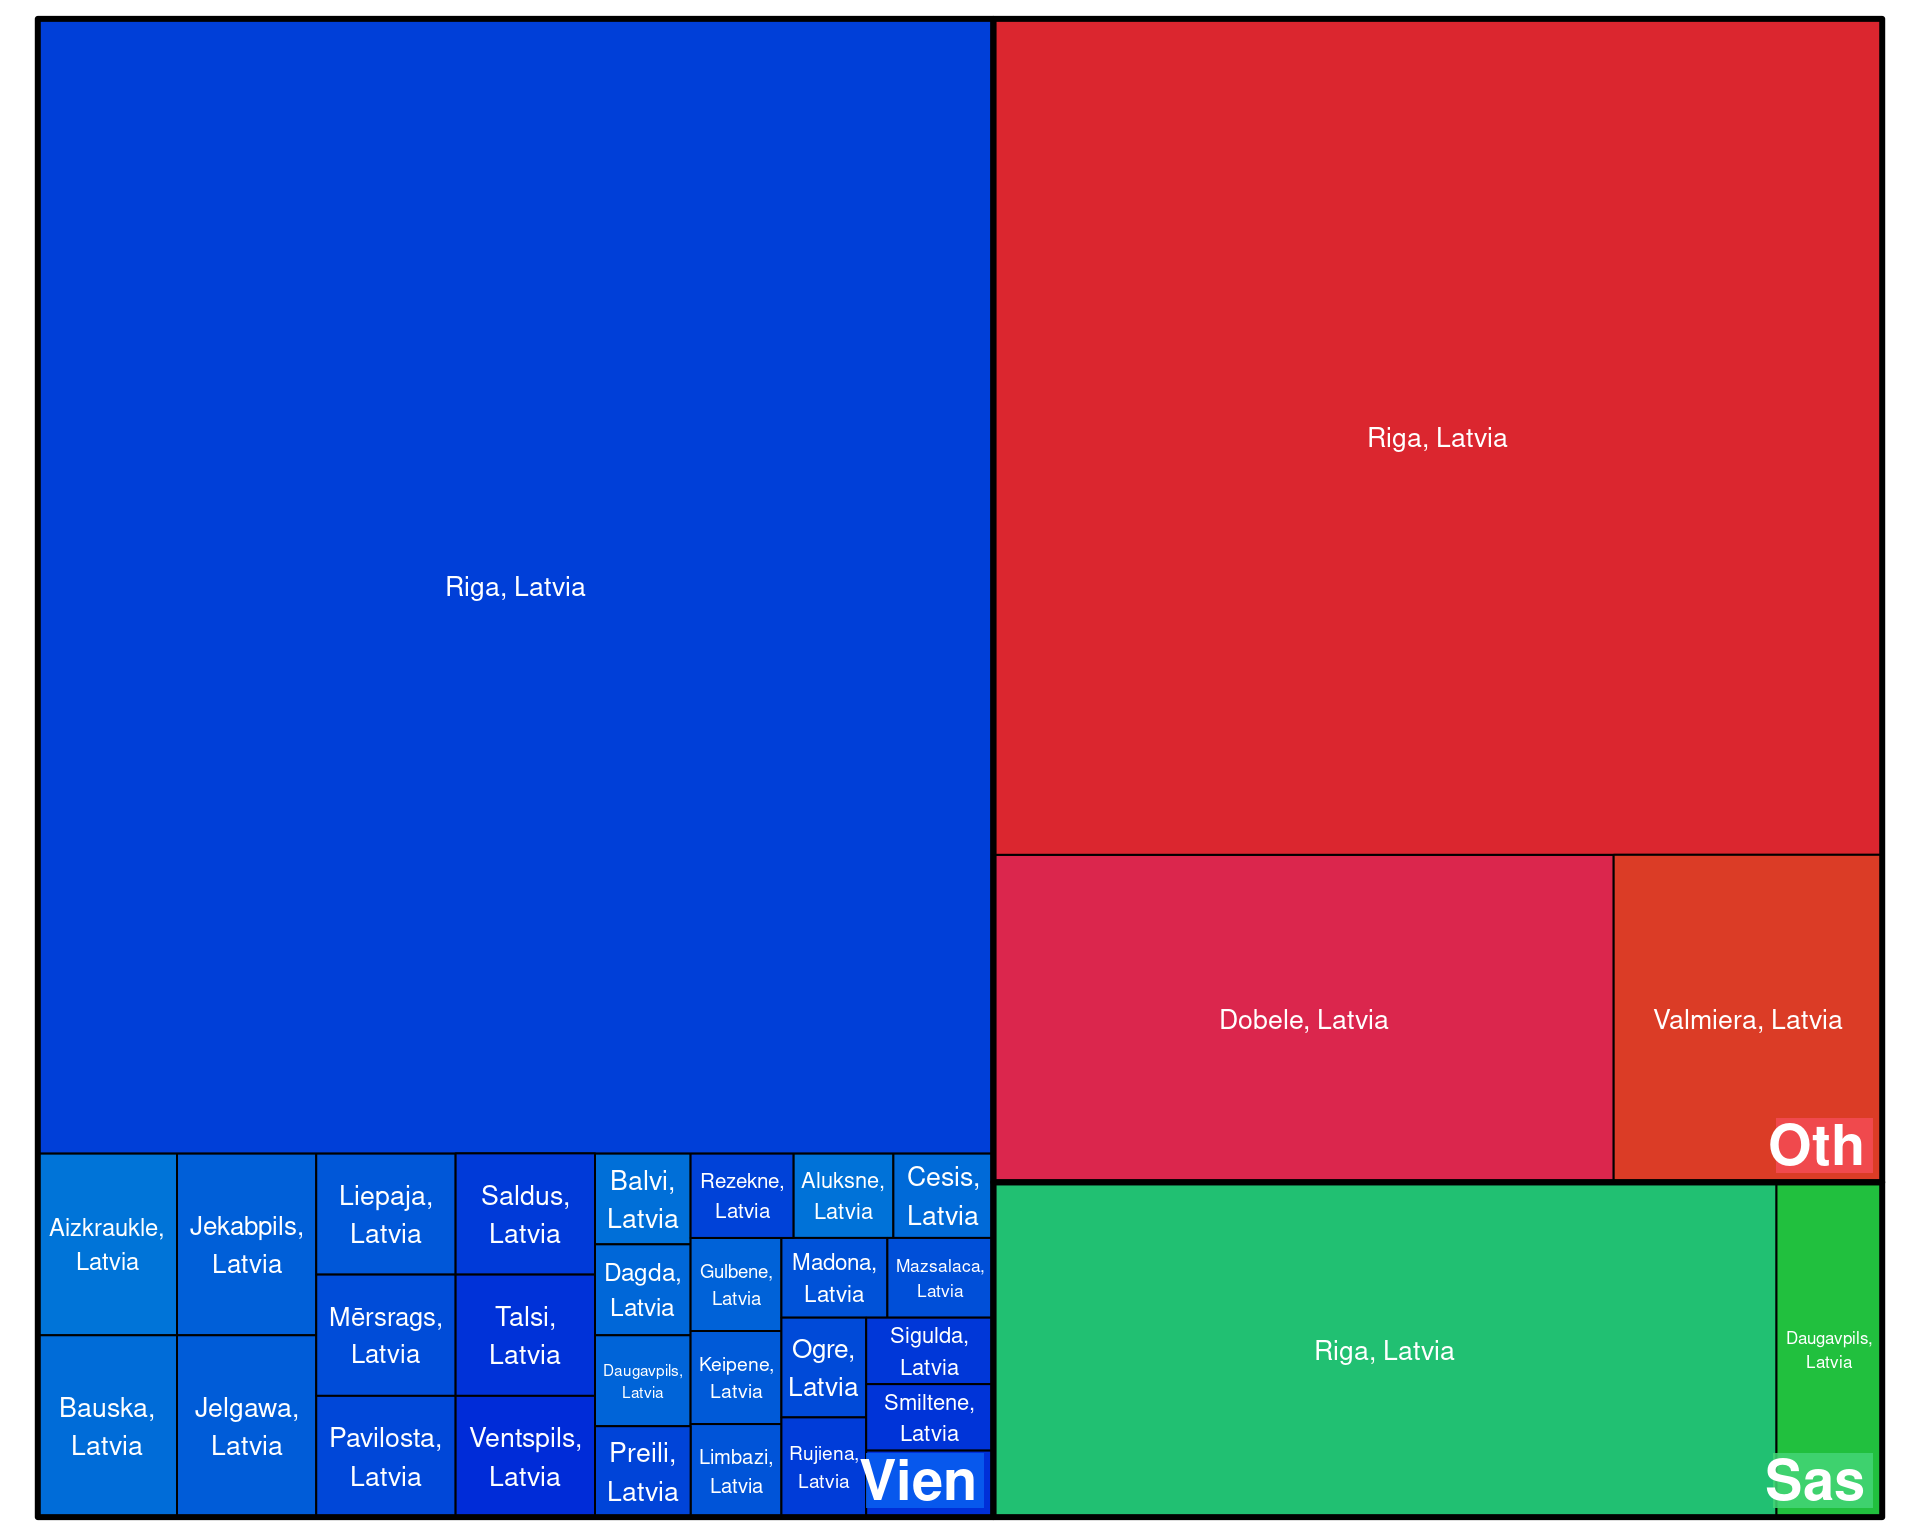 Riga, Latvia
Aizkraukle,
Latvia
Bauska,
Latvia
Jekabpils,
Latvia
Jelgawa,
Latvia
Liepaja,
Latvia
Mērsrags,
Latvia
Pavilosta,
Latvia
Saldus,
Latvia
Talsi,
Latvia
Ventspils,
Latvia
Balvi,
Latvia
Dagda,
Latvia
Daugavpils,
Latvia
Preili,
Latvia
Rezekne,
Latvia
Aluksne,
Latvia
Cesis,
Latvia
Gulbene,
Latvia
Keipene,
Latvia
Limbazi,
Latvia
Madona,
Latvia
Mazsalaca,
Latvia
Ogre,
Latvia
Rujiena,
Latvia
Sigulda,
Latvia
Smiltene,
Latvia
Vien
Riga, Latvia
Dobele, Latvia
Valmiera, Latvia
Oth
Riga, Latvia
Daugavpils,
Latvia
Sas